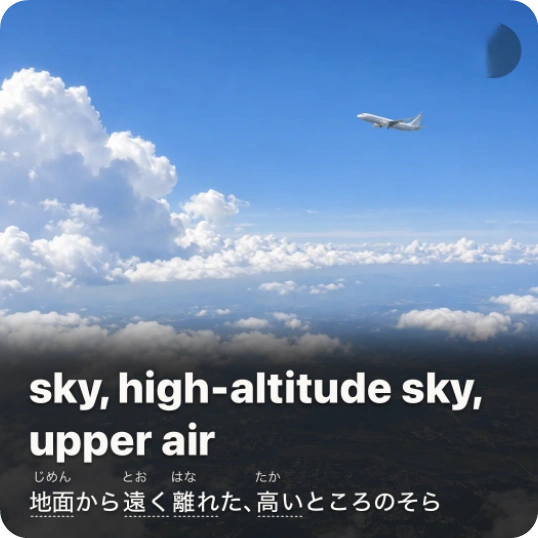 sky, high-altitude sky,
upper air
じめん とお はな たか
地面から遠く離れた、高いところのそら